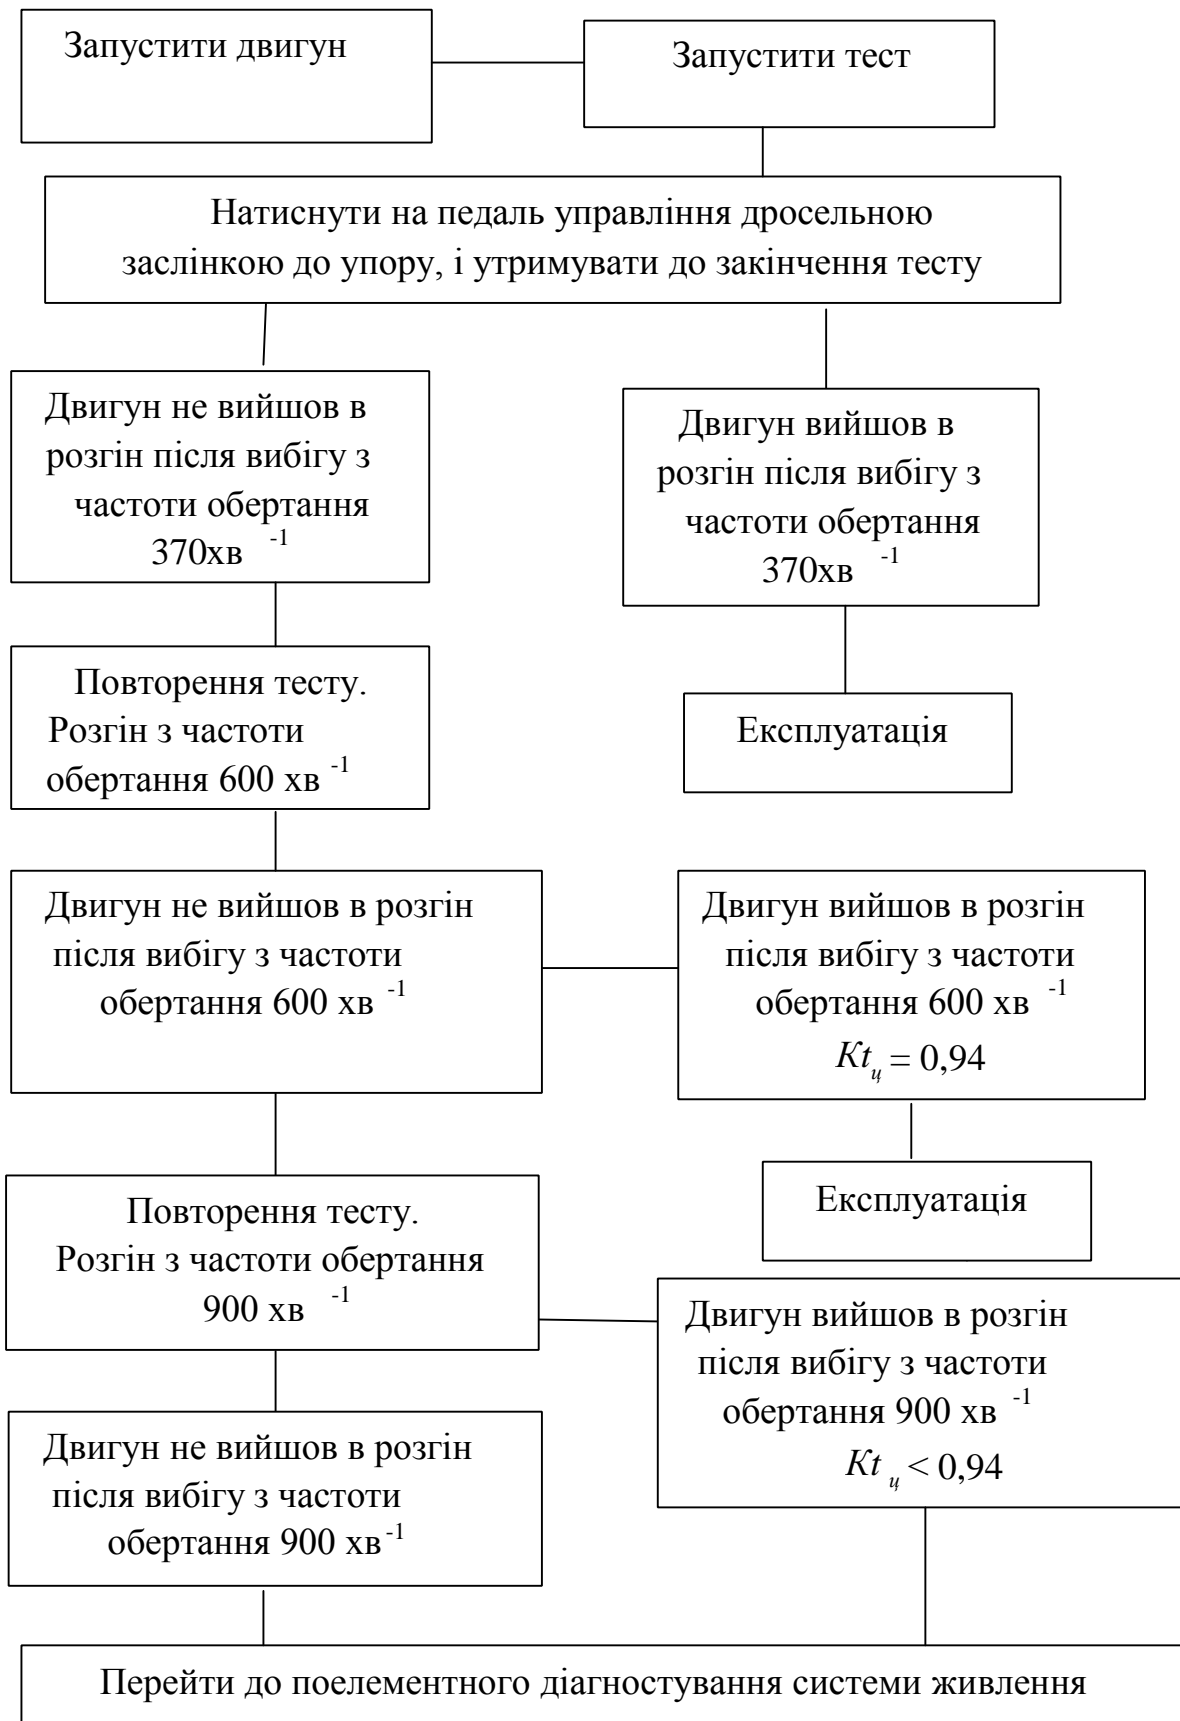 Запустити двигун
Запустити тест
Натиснути на педаль управління дросельною
заслінкою до упору, і утримувати до закінчення тесту
Двигун не вийшов в
розгін після вибігу з
частоти обертання
370хв -1
Двигун вийшов в
розгін після вибігу з
частоти обертання
370хв -1
Повторення тесту.
Розгін з частоти
обертання 600 хв -1
Експлуатація
Двигун не вийшов в розгін
після вибігу з частоти
обертання 600 хв -1
Двигун вийшов в розгін
після вибігу з частоти
обертання 600 хв -1
Ktц = 0,94
Експлуатація
Повторення тесту.
Розгін з частоти обертання
900 хв -1
Двигун вийшов в розгін
після вибігу з частоти
обертання 900 хв -1
Ktц < 0,94
Двигун не вийшов в розгін
після вибігу з частоти
обертання 900 хв-1
Перейти до поелементного діагностування системи живлення